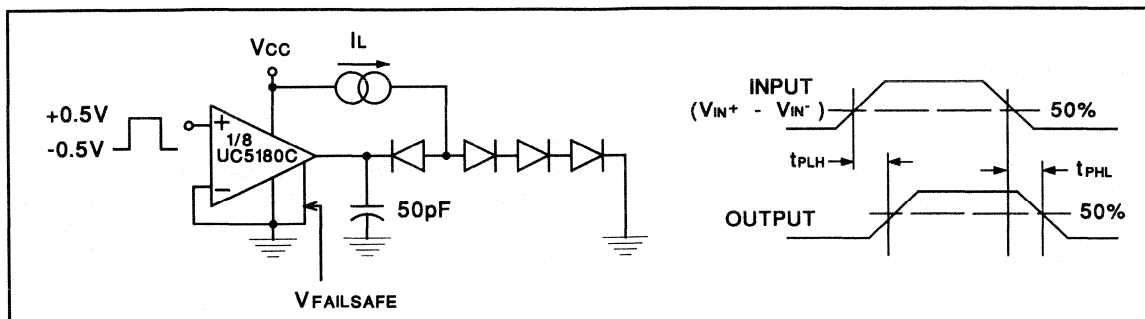 VCC
IL
+0.5V
-0.5V
+
-
1/8
UC5180C
50pF
VFAILSAFE
INPUT
(VIN+ - VIN-)
50%
tPLH
tPHL
OUTPUT
50%